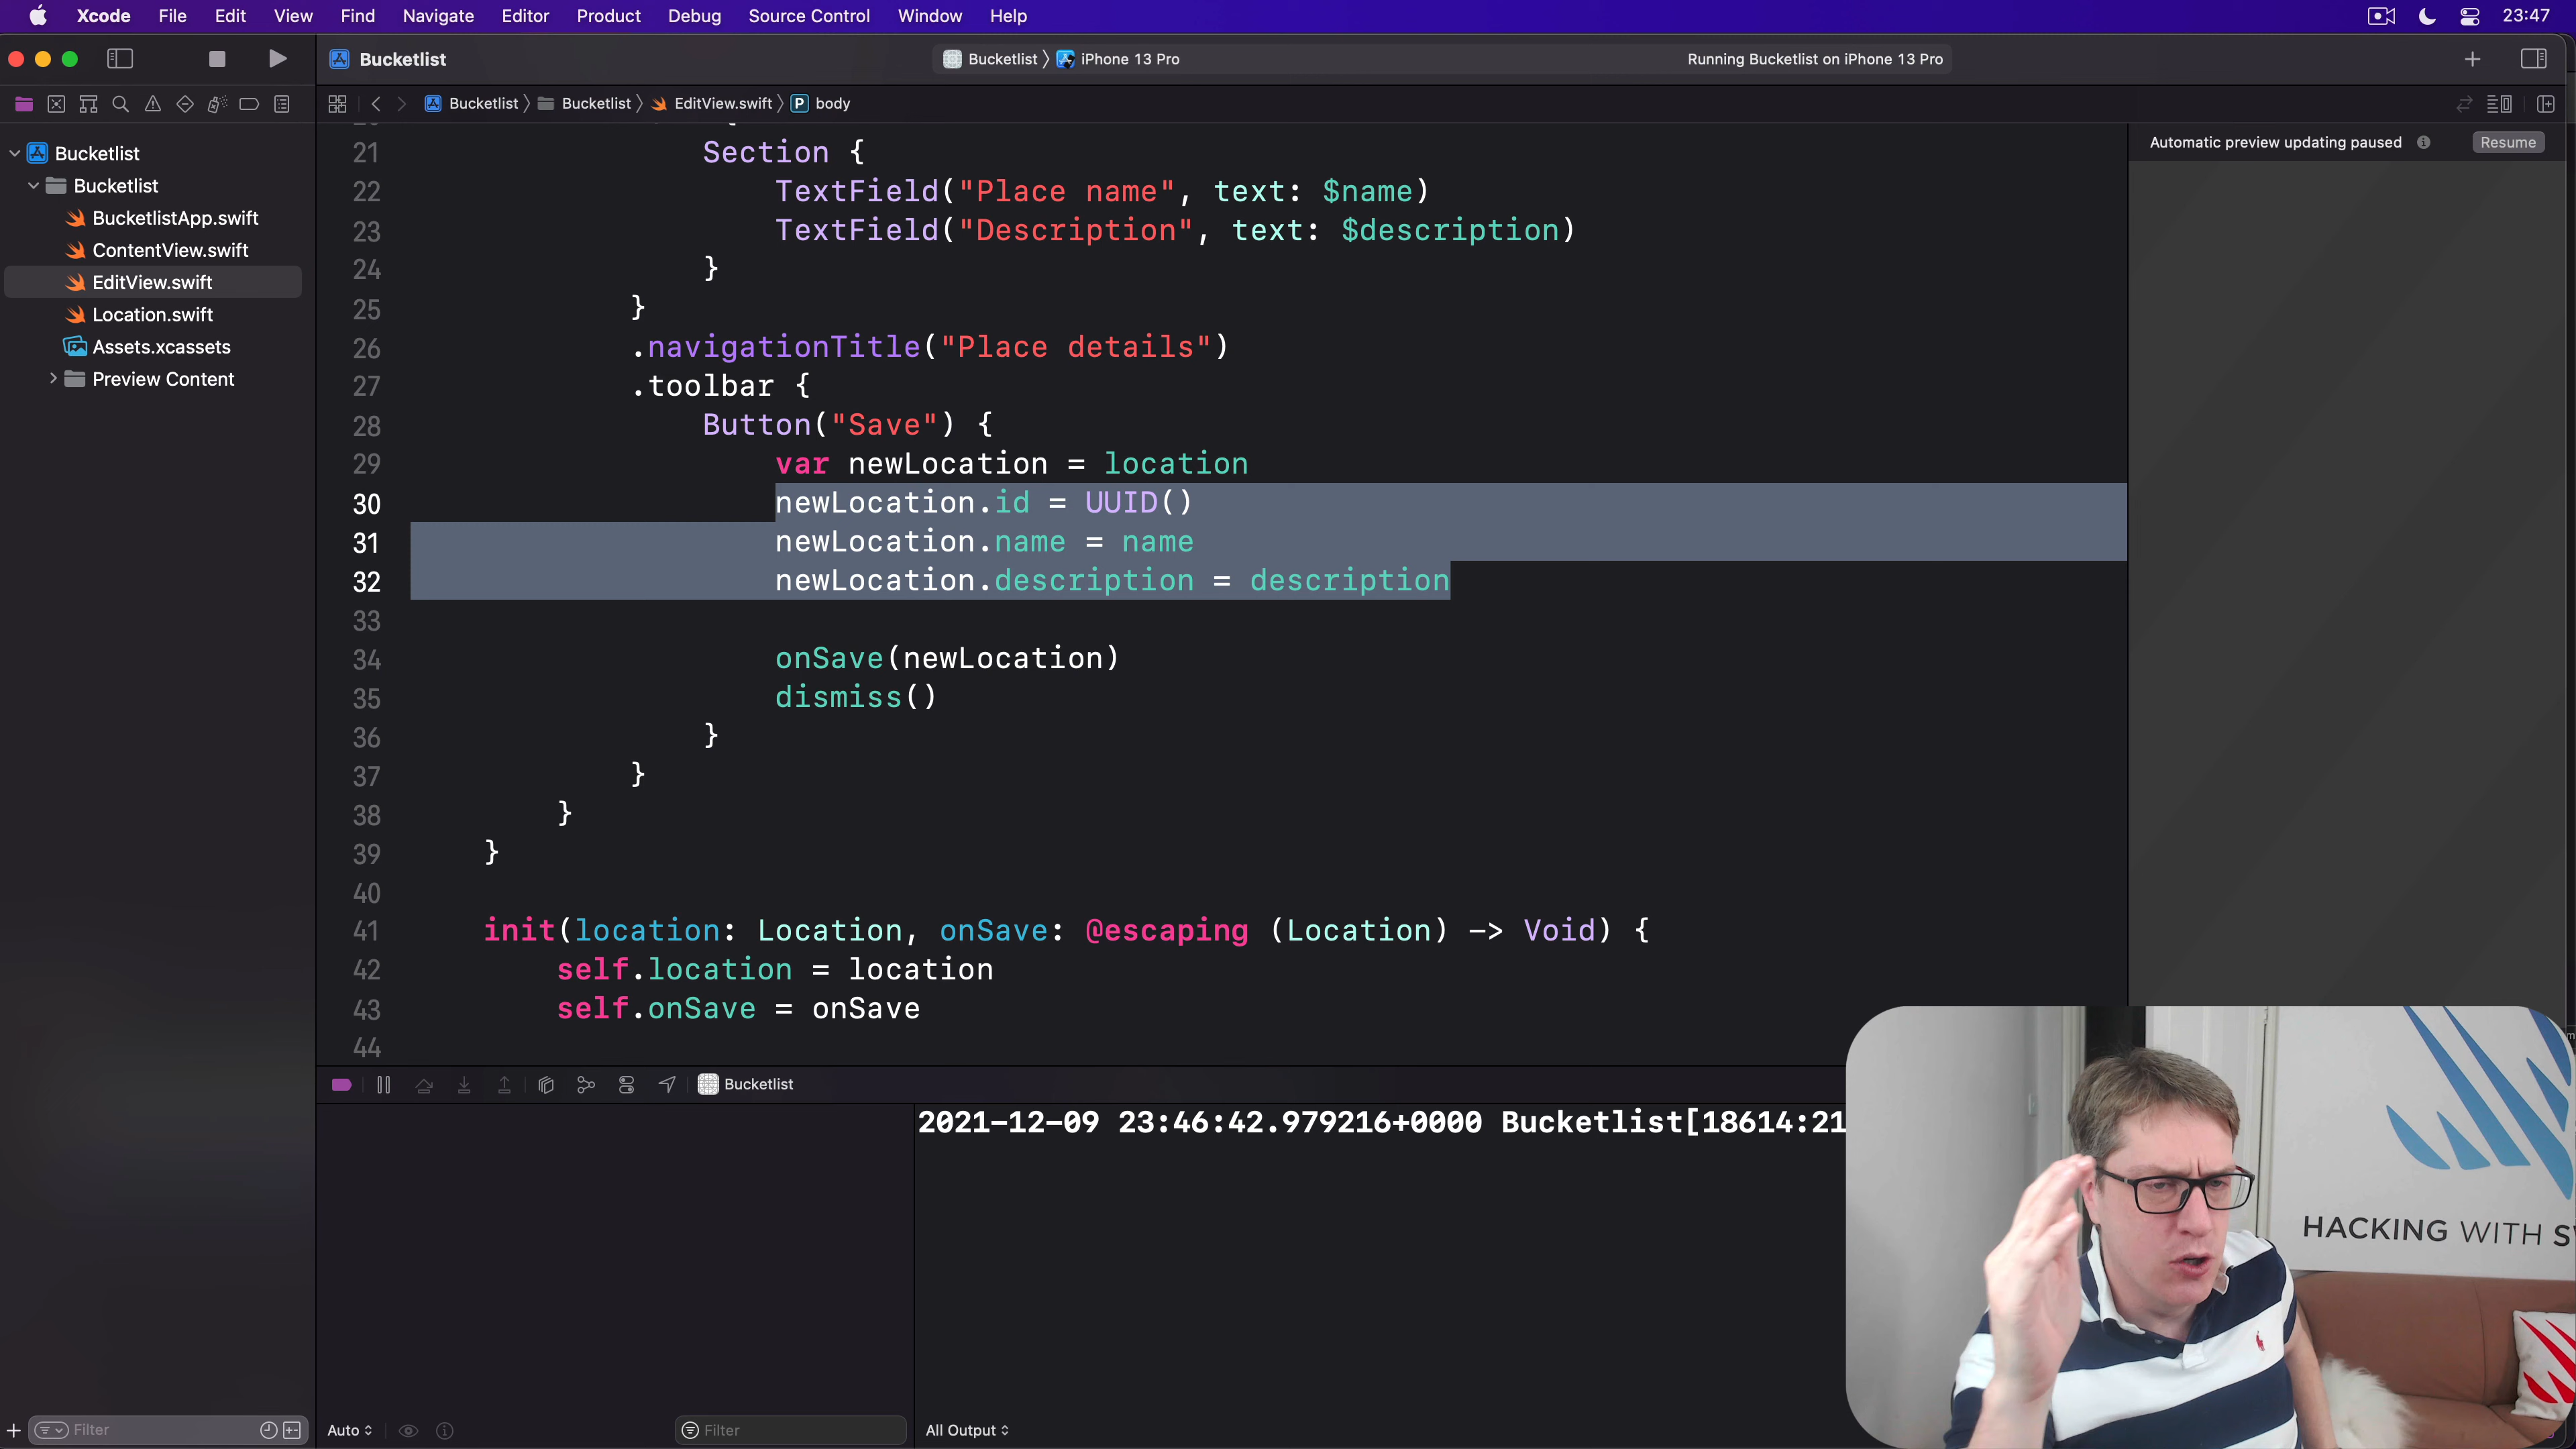 Xcode File Edit View Find Navigate Editor Product Debug Source Control Window Help 23:47
Bucketlist Bucketlist iPhone 13 Pro Running Bucketlist on iPhone 13 Pro
Bucketlist Bucketlist EditView.swift P body
Automatic preview updating paused Resume
Bucketlist
Bucketlist
BucketlistApp.swift
ContentView.swift
EditView.swift
Location.swift
Assets.xcassets
Preview Content
21 Section {
22 TextField("Place name", text: $name)
23 TextField("Description", text: $description)
24 }
25 }
26 .navigationTitle("Place details")
27 .toolbar {
28 Button("Save") {
29 var newLocation = location
30 newLocation.id = UUID()
31 newLocation.name = name
32 newLocation.description = description
33
34 onSave(newLocation)
35 dismiss()
36 }
37 }
38 }
39 }
40
41 init(location: Location, onSave: @escaping (Location) -> Void) {
42 self.location = location
43 self.onSave = onSave
44
Bucketlist
2021-12-09 23:46:42.979216+0000 Bucketlist[18614:21
HACKING WITH S
Filter
Auto
Filter
All Output